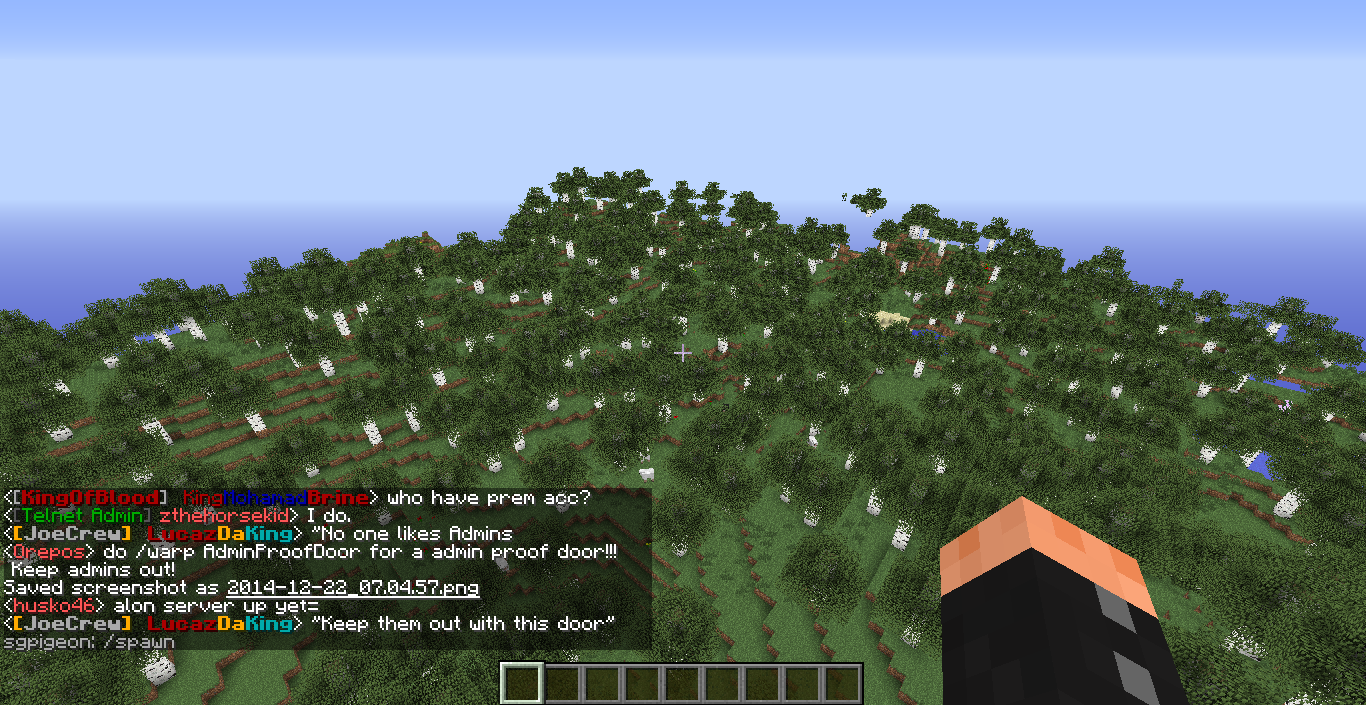 <[KingOfBlood] KingMohamadBrine> who have prem acc?
<[Telnet Admin] zthehorsekid> I do.
<[JoeCrew] LucazDaKing> "No one likes Admins
<Orepos> do /warp AdminProofDoor for a admin proof door!!!
Keep admins out!
Saved screenshot as 2014-12-22_07.04.57.png
<husko46> alon server up yet=
<[JoeCrew] LucazDaKing> "Keep them out with this door"
sgpigeon: /spawn